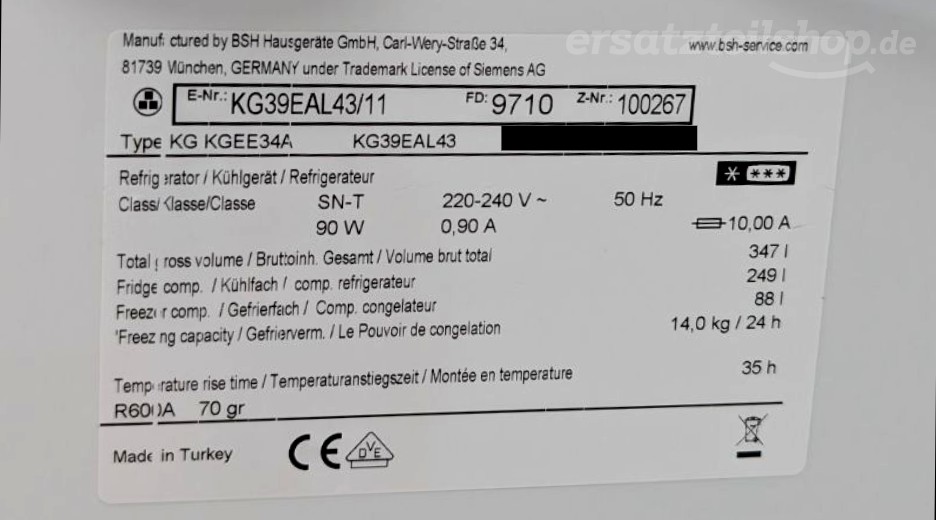 ersatzteilshop.de
Manufactured by BSH Hausgeräte GmbH, Carl-Wery-Straße 34, www.bsh-service.com
81739 München, GERMANY under Trademark License of Siemens AG
E-Nr.: KG39EAL43/11 FD: 9710 Z-Nr.: 100267
Type KG KGEE34A KG39EAL43
Refrigerator / Kühlgerät / Refrigerateur * ***
Class/Klasse/Classe SN-T 220-240 V ~ 50 Hz
90 W 0,90 A 10,00 A
Total gross volume / Bruttoinh. Gesamt / Volume brut total 347 l
Fridge comp. / Kühlfach / comp. refrigerateur 249 l
Freezer comp. / Gefrierfach / Comp. congelateur 88 l
*Freezing capacity / Gefrierverm. / Le Pouvoir de congelation 14,0 kg / 24 h
Temperature rise time / Temperaturanstiegszeit / Montée en temperature 35 h
R600A 70 gr
Made in Turkey CE DVE